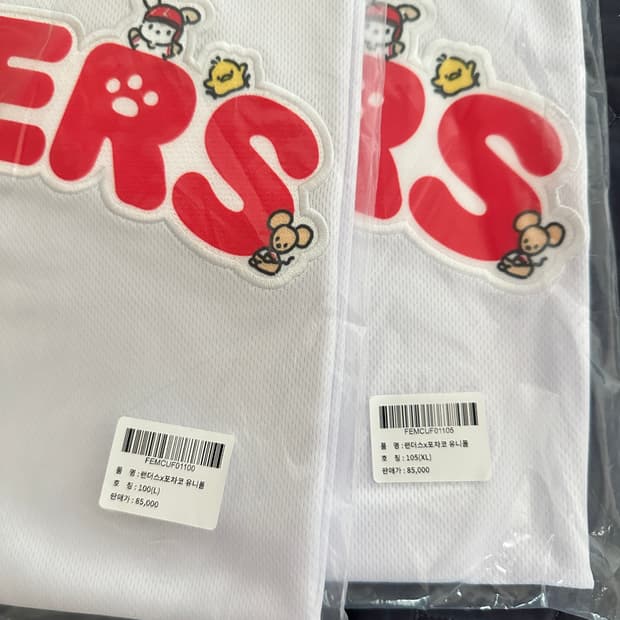 ERS
RS
FEMCUF01100
품 명 : 랜더스x포차코 유니폼
호 칭 : 100(L)
판매가 : 85,000
FEMCUF01105
품 명 : 랜더스x포차코 유니폼
호 칭 : 105(XL)
판매가 : 85,000